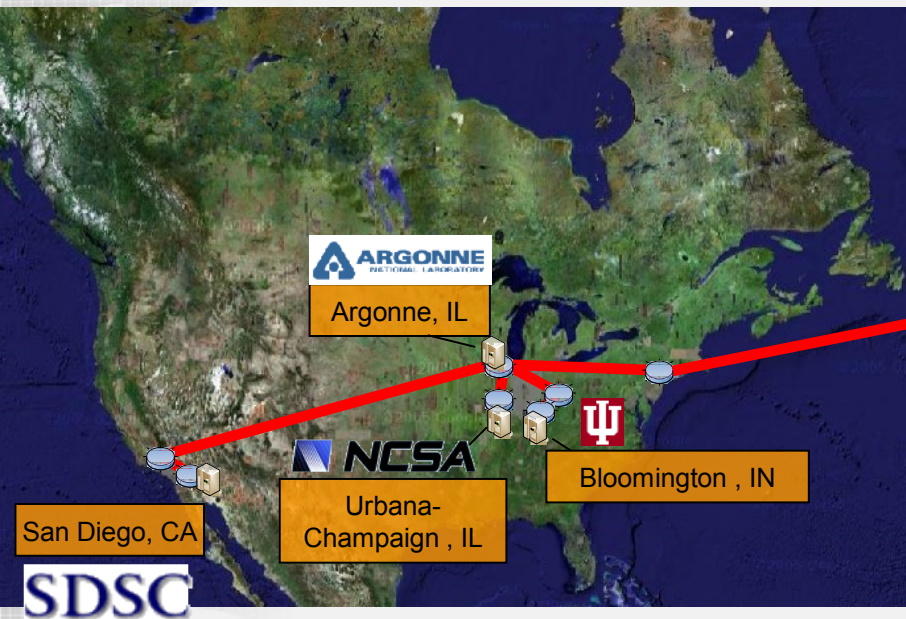 ARGONNE
NATIONAL LABORATORY
Argonne, IL
NCSA
Bloomington , IN
Urbana-
Champaign , IL
San Diego, CA
SDSC